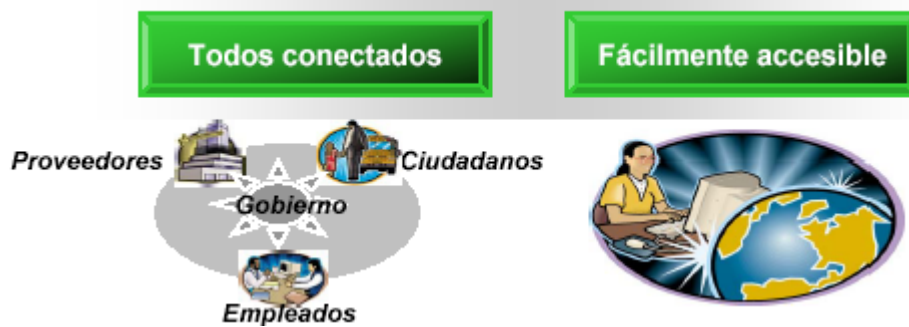 Todos conectados
Fácilmente accesible
Proveedores
Ciudadanos
Gobierno
Empleados